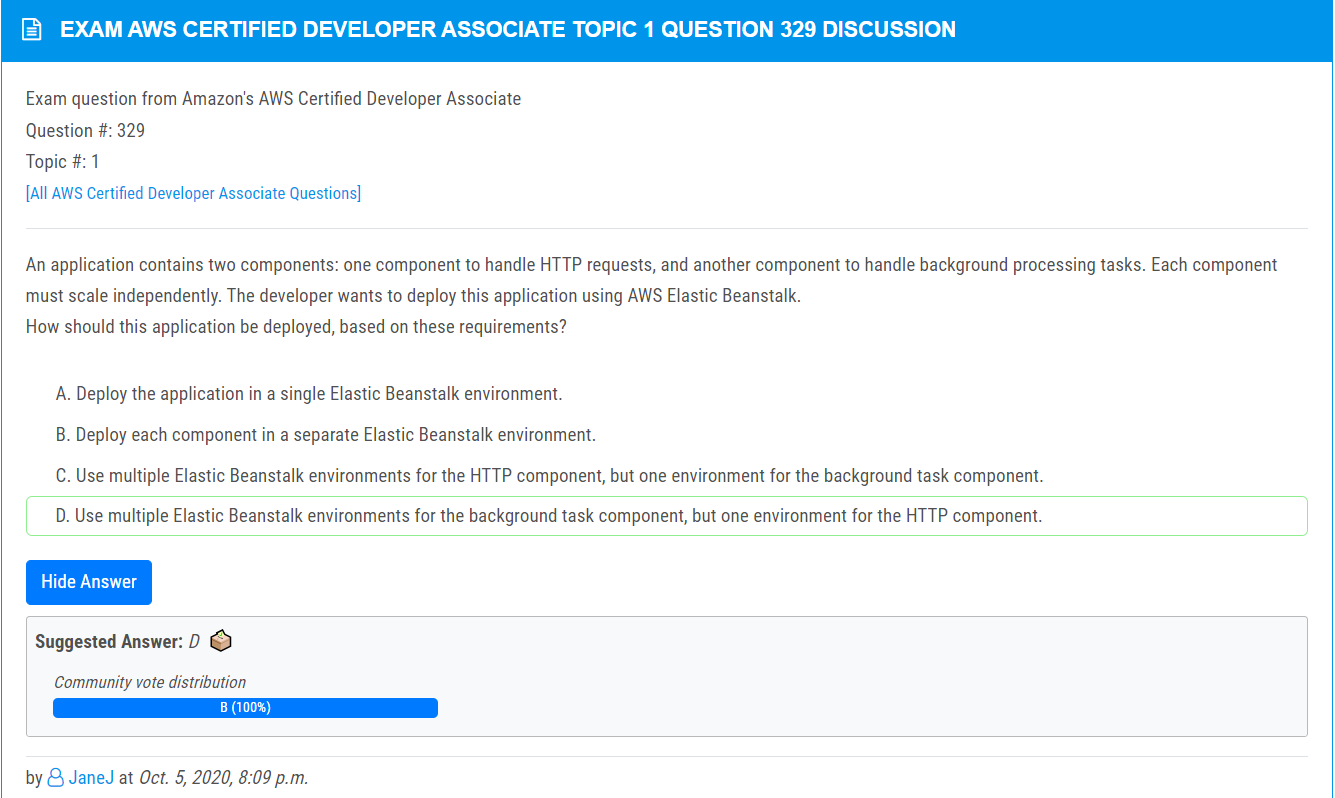 EXAM AWS CERTIFIED DEVELOPER ASSOCIATE TOPIC 1 QUESTION 329 DISCUSSION
Exam question from Amazon's AWS Certified Developer Associate
Question #: 329
Topic #: 1
[All AWS Certified Developer Associate Questions]
An application contains two components: one component to handle HTTP requests, and another component to handle background processing tasks. Each component
must scale independently. The developer wants to deploy this application using AWS Elastic Beanstalk.
How should this application be deployed, based on these requirements?
A. Deploy the application in a single Elastic Beanstalk environment.
B. Deploy each component in a separate Elastic Beanstalk environment.
C. Use multiple Elastic Beanstalk environments for the HTTP component, but one environment for the background task component.
D. Use multiple Elastic Beanstalk environments for the background task component, but one environment for the HTTP component.
Hide Answer
Suggested Answer: D
Community vote distribution
B (100%)
by JaneJ at Oct. 5, 2020, 8:09 p.m.